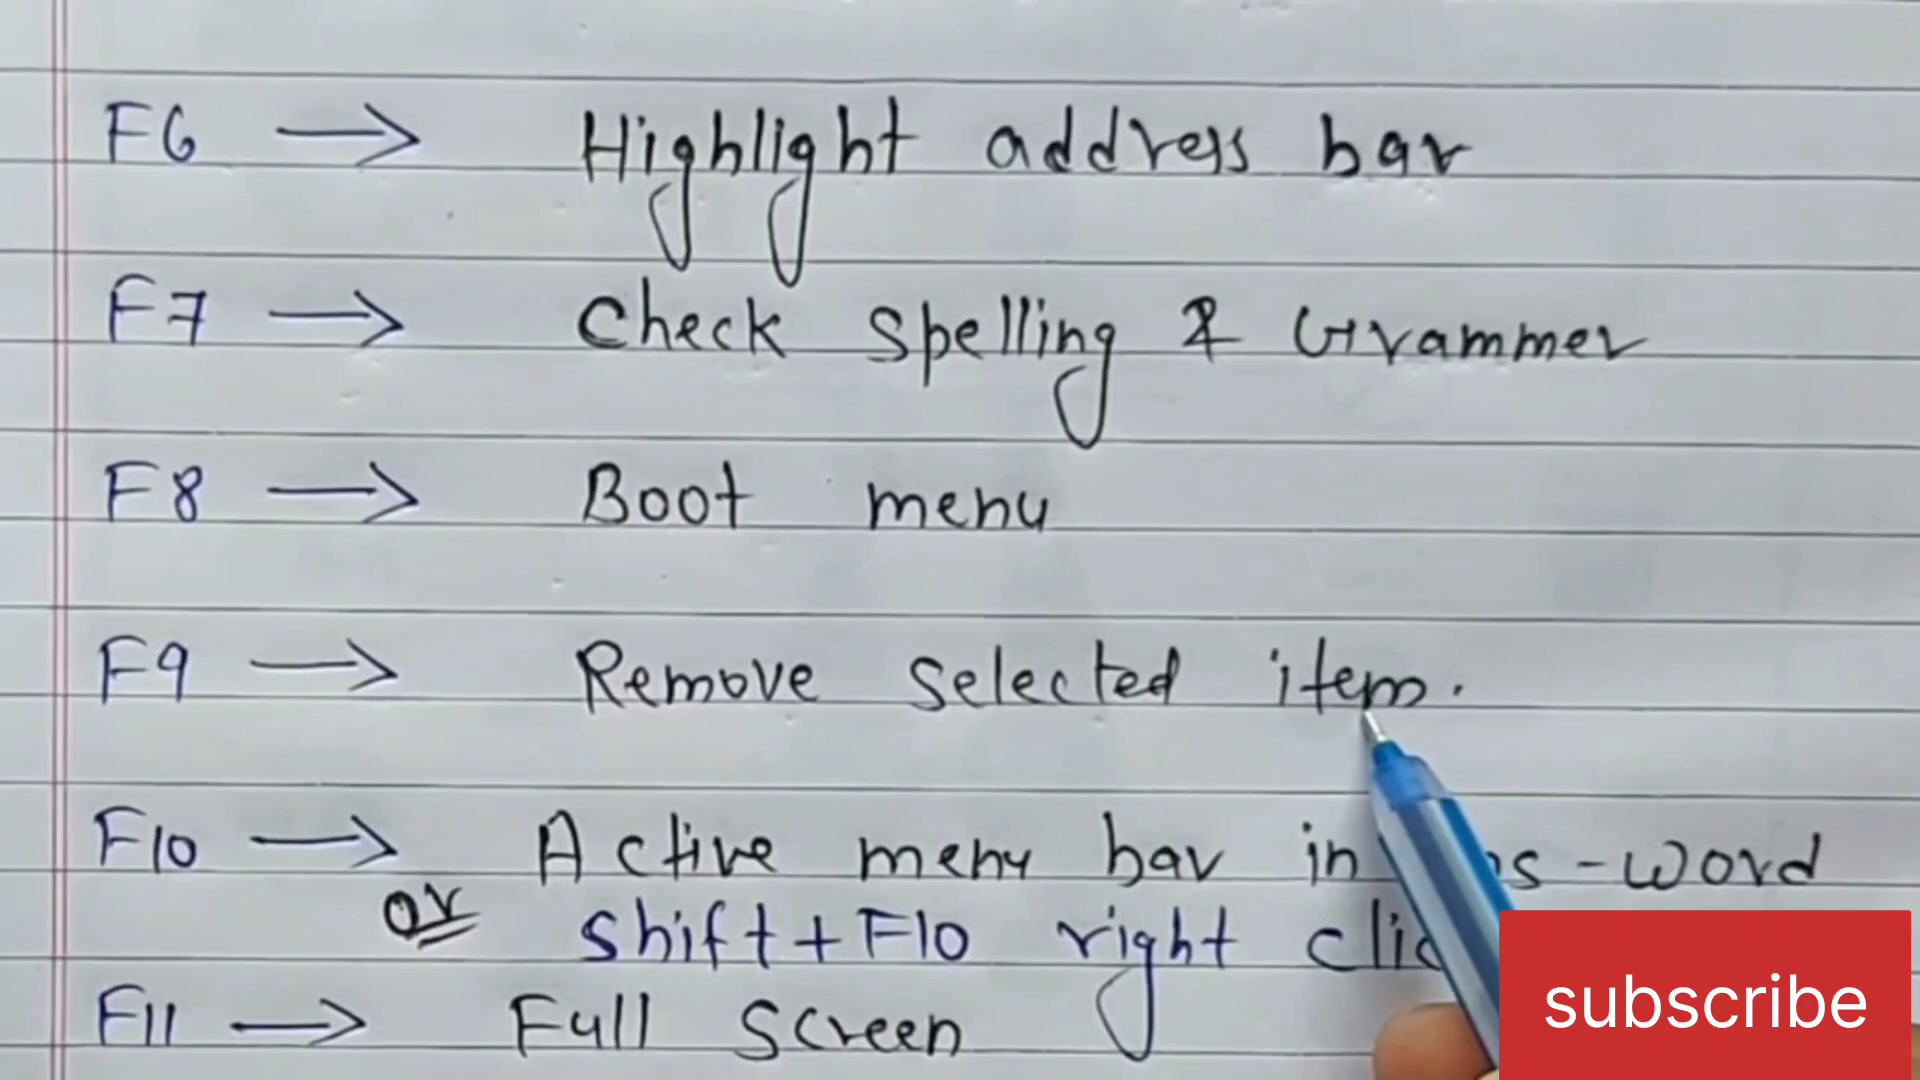 F6 → Highlight address bar
F7 → Check spelling & Grammer
F8 → Boot menu
F9 → Remove selected item.
F10 → Active menu bar in - word
or shift+F10 right
F11 → Full screen
subscribe